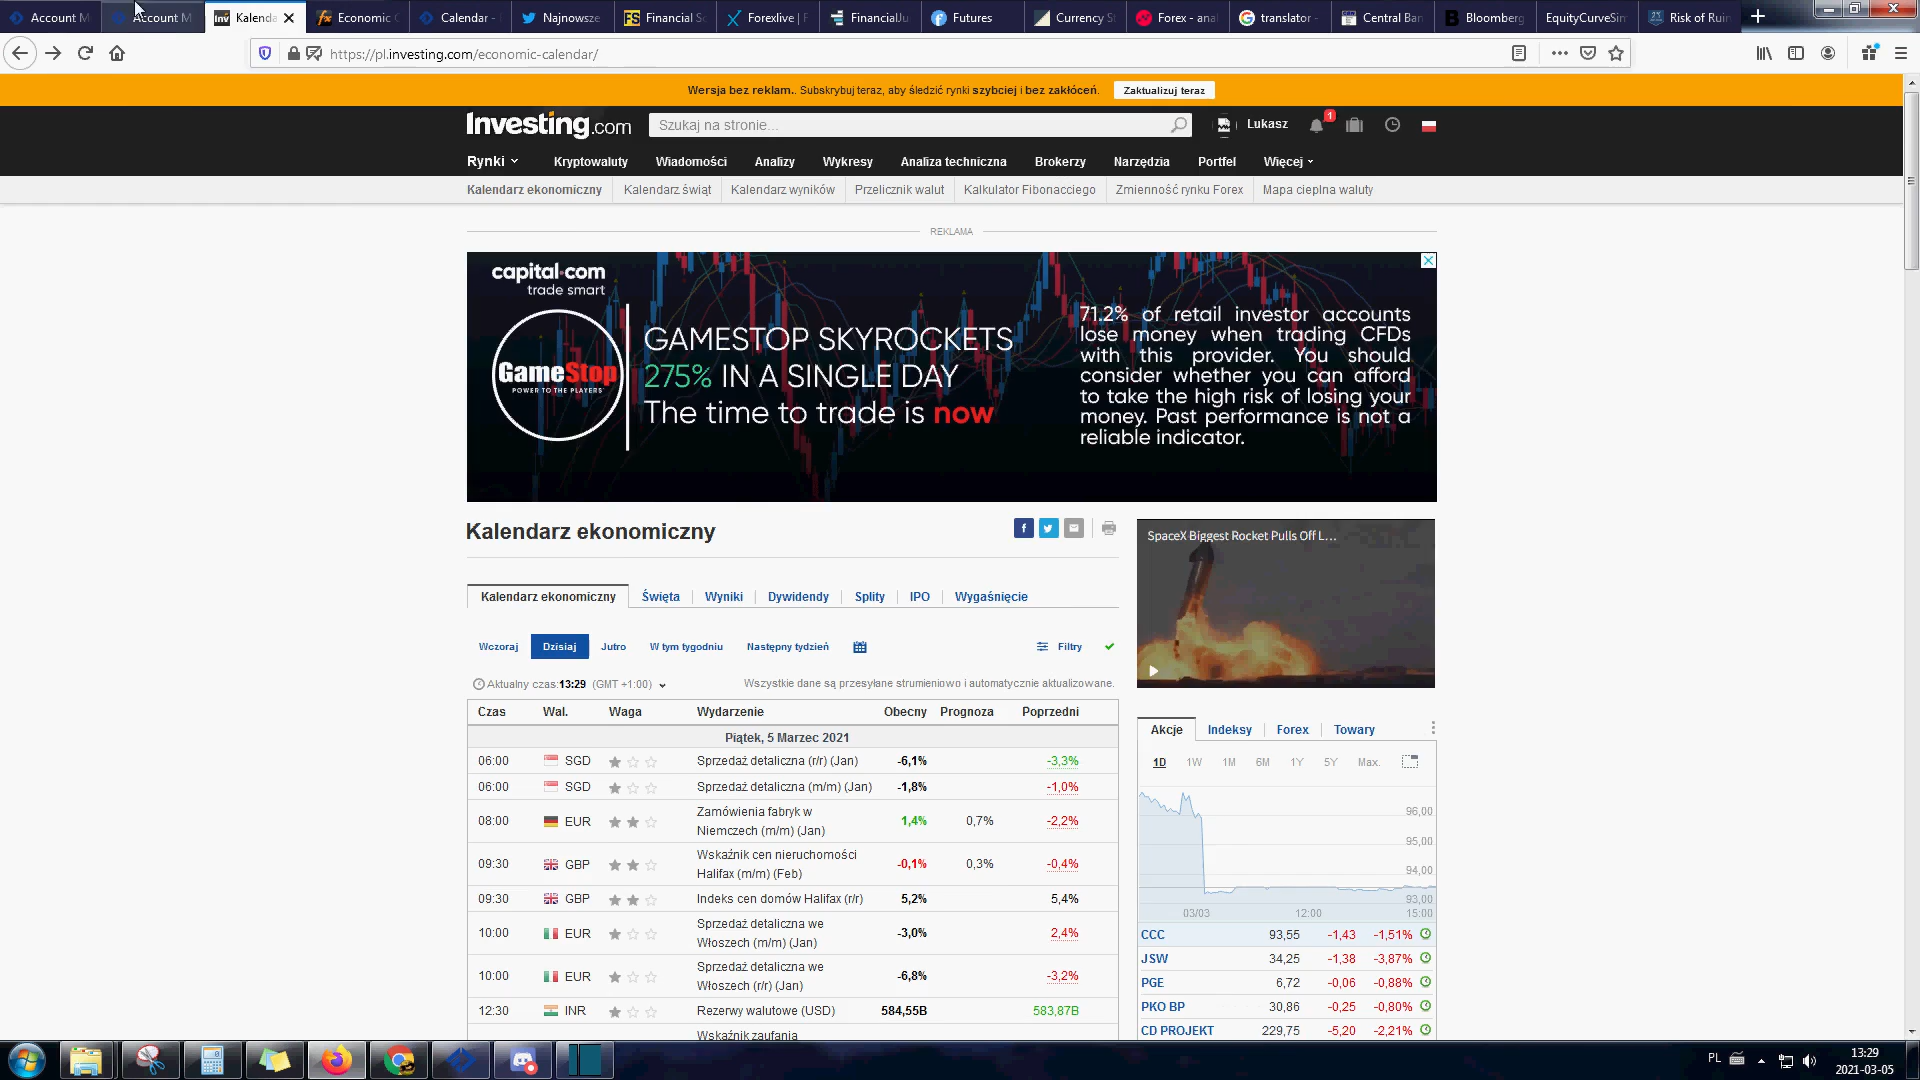 Account M
Account M
Kalenda
Economic C
Calendar -
Najnowsze
Financial So
Forexlive | F
FinancialJu
Futures
Currency St
Forex - anal
translator -
Central Ban
Bloomberg
EquityCurveSim
Risk of Ruin
https://pl.investing.com/economic-calendar/
Wersja bez reklam.. Subskrybuj teraz, aby śledzić rynki szybciej i bez zakłóceń.
Zaktualizuj teraz
Investing.com
Szukaj na stronie...
Lukasz
1
Rynki
Kryptowaluty
Wiadomości
Analizy
Wykresy
Analiza techniczna
Brokerzy
Narzędzia
Portfel
Więcej
Kalendarz ekonomiczny
Kalendarz świąt
Kalendarz wyników
Przelicznik walut
Kalkulator Fibonacciego
Zmienność rynku Forex
Mapa cieplna waluty
REKLAMA
capital.com
trade smart
GameStop
POWER TO THE PLAYERS
GAMESTOP SKYROCKETS
275% IN A SINGLE DAY
The time to trade is now
71.2% of retail investor accounts
lose money when trading CFDs
with this provider. You should
consider whether you can afford
to take the high risk of losing your
money. Past performance is not a
reliable indicator.
Kalendarz ekonomiczny
SpaceX Biggest Rocket Pulls Off L...
Kalendarz ekonomiczny
Święta
Wyniki
Dywidendy
Splity
IPO
Wygaśnięcie
Wczoraj
Dzisiaj
Jutro
W tym tygodniu
Następny tydzień
Filtry
Aktualny czas:13:29 (GMT +1:00)
Wszystkie dane są przesyłane strumieniowo i automatycznie aktualizowane.
Czas Wal. Waga Wydarzenie Obecny Prognoza Poprzedni
Piątek, 5 Marzec 2021
06:00 SGD Sprzedaż detaliczna (r/r) (Jan) -6,1% -3,3%
06:00 SGD Sprzedaż detaliczna (m/m) (Jan) -1,8% -1,0%
08:00 EUR Zamówienia fabryk w
Niemczech (m/m) (Jan) 1,4% 0,7% -2,2%
09:30 GBP Wskaźnik cen nieruchomości
Halifax (m/m) (Feb) -0,1% 0,3% -0,4%
09:30 GBP Indeks cen domów Halifax (r/r) 5,2% 5,4%
10:00 EUR Sprzedaż detaliczna we
Włoszech (m/m) (Jan) -3,0% 2,4%
10:00 EUR Sprzedaż detaliczna we
Włoszech (r/r) (Jan) -6,8% -3,2%
12:30 INR Rezerwy walutowe (USD) 584,55B 583,87B
Wskaźnik zaufania
Akcje
Indeksy
Forex
Towary
1D 1W 1M 6M 1Y 5Y Max.
96,00
95,00
94,00
93,00
03/03 12:00 15:00
CCC 93,55 -1,43 -1,51%
JSW 34,25 -1,38 -3,87%
PGE 6,72 -0,06 -0,88%
PKO BP 30,86 -0,25 -0,80%
CD PROJEKT 229,75 -5,20 -2,21%
PL
13:29
2021-03-05